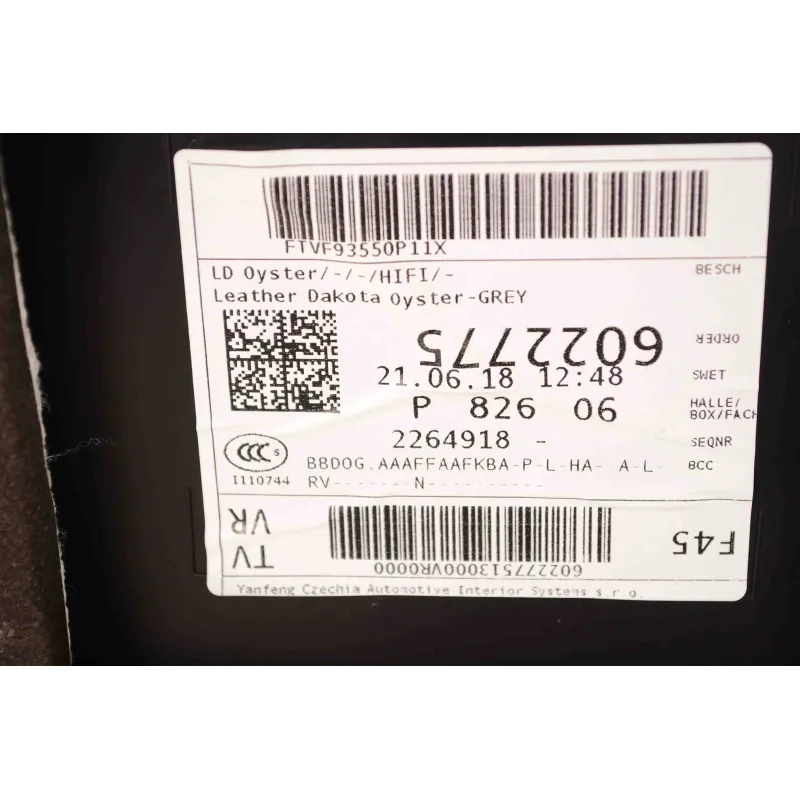 FTVF93550P11X
LD Oyster/-/-/HIFI/- BESCH
Leather Dakota Oyster-GREY
6022775 ORDER
21.06.18 12:48 SWET
P 826 06 HALLE/
BOX/FACH
2264918 - SEQNR
CCC S
BBDOG.AAAFFAAFKBA-P-L-HA- A-L- BCC
I110744 RV-------N----------
TV VR F45
602277513000VR0000
Yanfeng Czechia Automotive Interior Systems s.r.o.